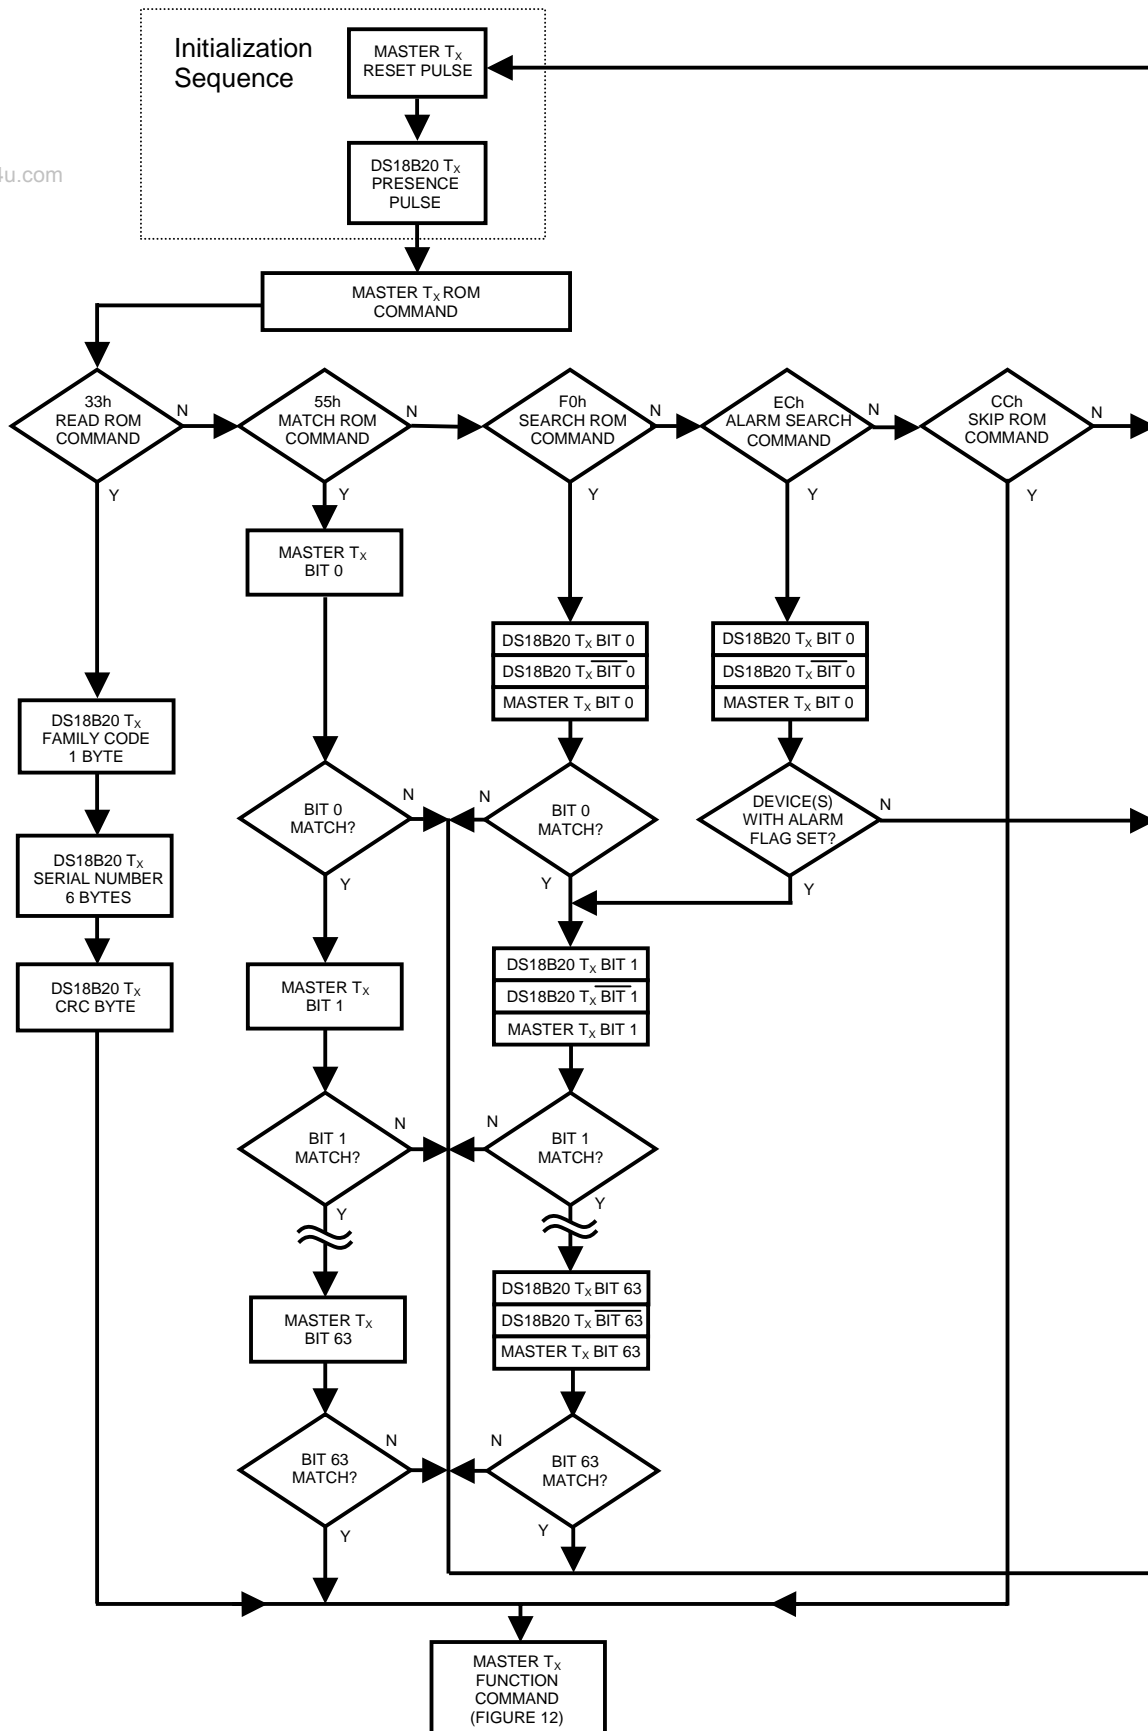 Initialization
Sequence
MASTER TX
RESET PULSE
4u.com
DS18B20 TX
PRESENCE
PULSE
MASTER TX ROM
COMMAND
33h
READ ROM
COMMAND
N
Y
55h
MATCH ROM
COMMAND
N
Y
F0h
SEARCH ROM
COMMAND
N
Y
ECh
ALARM SEARCH
COMMAND
N
Y
CCh
SKIP ROM
COMMAND
N
Y
DS18B20 TX
FAMILY CODE
1 BYTE
DS18B20 TX
SERIAL NUMBER
6 BYTES
DS18B20 TX
CRC BYTE
MASTER TX
BIT 0
BIT 0
MATCH?
N
Y
MASTER TX
BIT 1
BIT 1
MATCH?
N
Y
MASTER TX
BIT 63
BIT 63
MATCH?
N
Y
DS18B20 TX BIT 0
DS18B20 TX BIT 0
MASTER TX BIT 0
BIT 0
MATCH?
N
Y
DS18B20 TX BIT 1
DS18B20 TX BIT 1
MASTER TX BIT 1
BIT 1
MATCH?
N
Y
DS18B20 TX BIT 63
DS18B20 TX BIT 63
MASTER TX BIT 63
BIT 63
MATCH?
N
Y
DS18B20 TX BIT 0
DS18B20 TX BIT 0
MASTER TX BIT 0
DEVICE(S)
WITH ALARM
FLAG SET?
N
Y
MASTER TX
FUNCTION
COMMAND
(FIGURE 12)